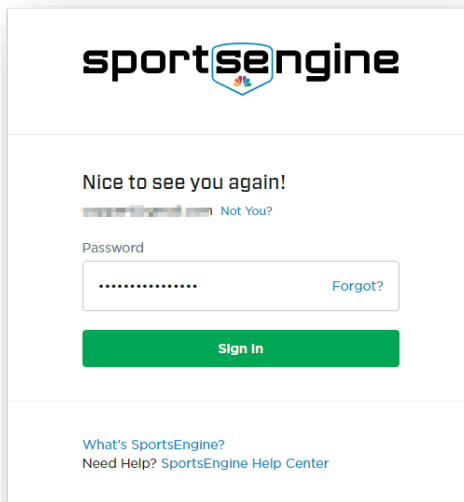 sportsengine
Nice to see you again!
Not You?
Password
Forgot?
Sign In
What's SportsEngine?
Need Help? SportsEngine Help Center